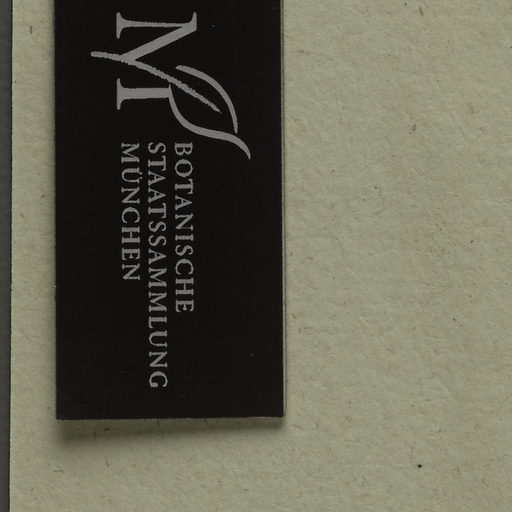 M
BOTANISCHE
STAATSSAMMLUNG
MÜNCHEN